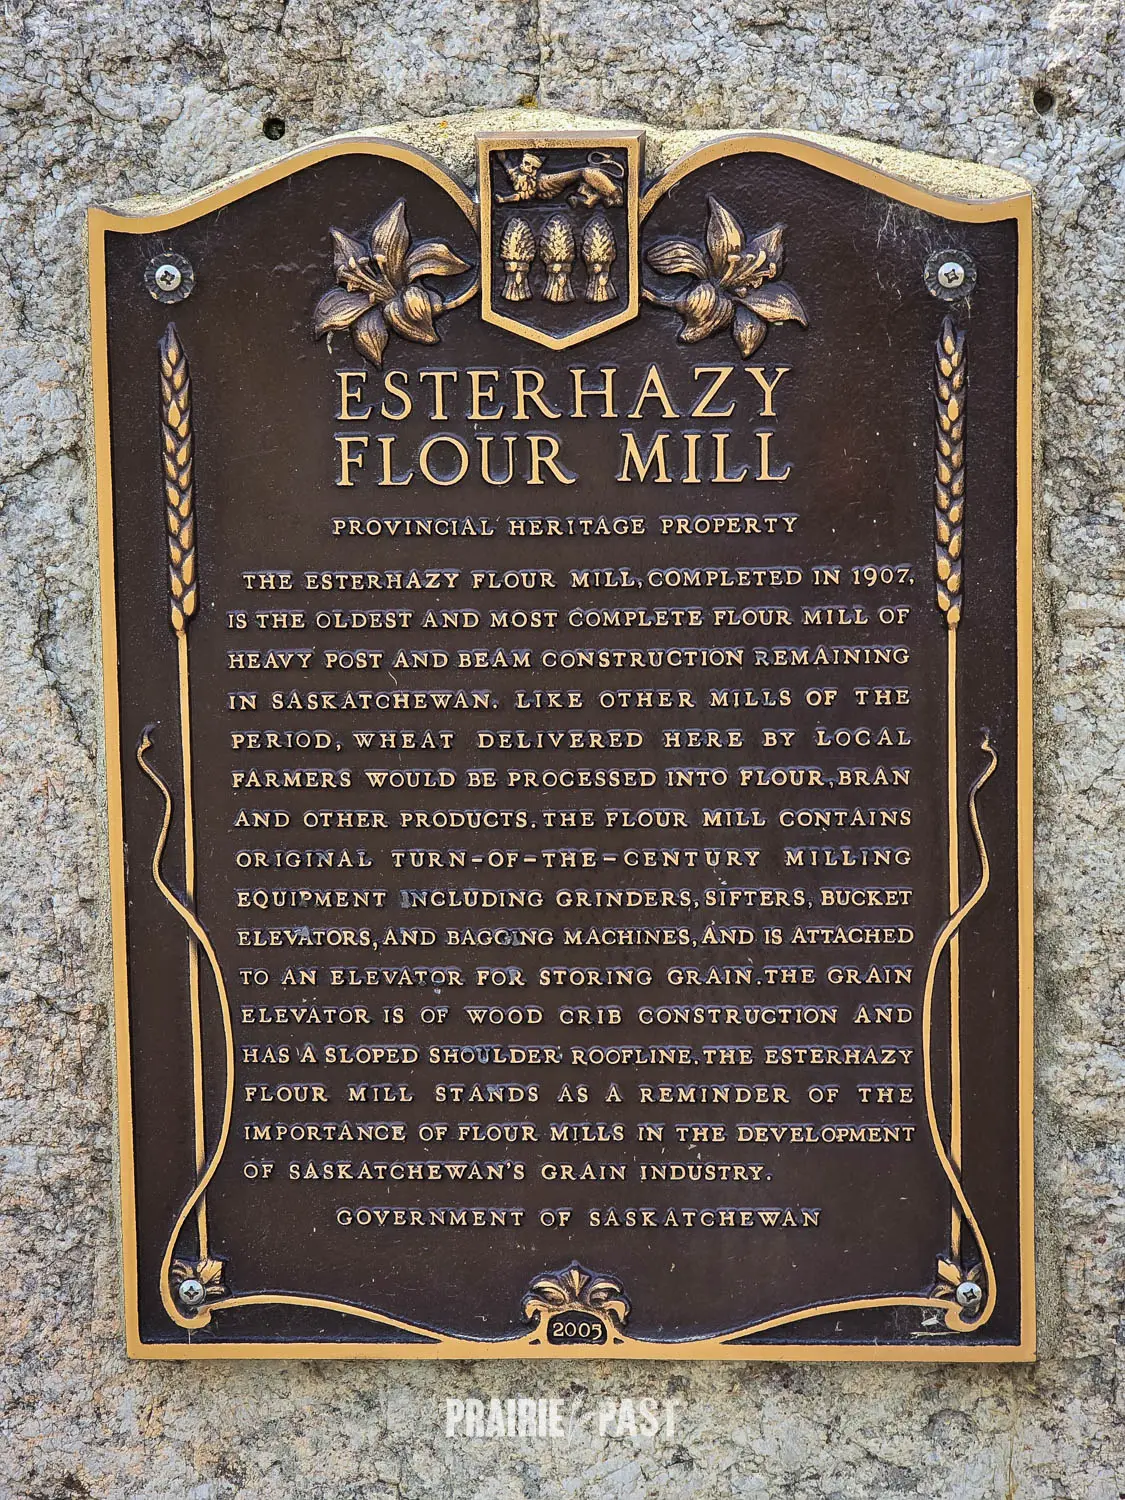 ESTERHAZY
FLOUR MILL
PROVINCIAL HERITAGE PROPERTY
THE ESTERHAZY FLOUR MILL, COMPLETED IN 1907,
IS THE OLDEST AND MOST COMPLETE FLOUR MILL OF
HEAVY POST AND BEAM CONSTRUCTION REMAINING
IN SASKATCHEWAN. LIKE OTHER MILLS OF THE
PERIOD, WHEAT DELIVERED HERE BY LOCAL
FARMERS WOULD BE PROCESSED INTO FLOUR, BRAN
AND OTHER PRODUCTS. THE FLOUR MILL CONTAINS
ORIGINAL TURN-OF-THE-CENTURY MILLING
EQUIPMENT INCLUDING GRINDERS, SIFTERS, BUCKET
ELEVATORS, AND BAGGING MACHINES, AND IS ATTACHED
TO AN ELEVATOR FOR STORING GRAIN. THE GRAIN
ELEVATOR IS OF WOOD CRIB CONSTRUCTION AND
HAS A SLOPED SHOULDER ROOFLINE. THE ESTERHAZY
FLOUR MILL STANDS AS A REMINDER OF THE
IMPORTANCE OF FLOUR MILLS IN THE DEVELOPMENT
OF SASKATCHEWAN'S GRAIN INDUSTRY.
GOVERNMENT OF SASKATCHEWAN
2005
PRAIRIE PAST